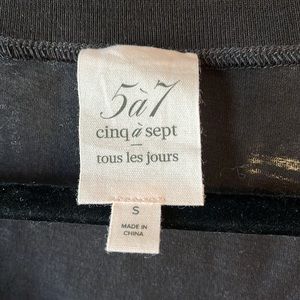 5à7
cinq à sept
tous les jours
S
MADE IN
CHINA